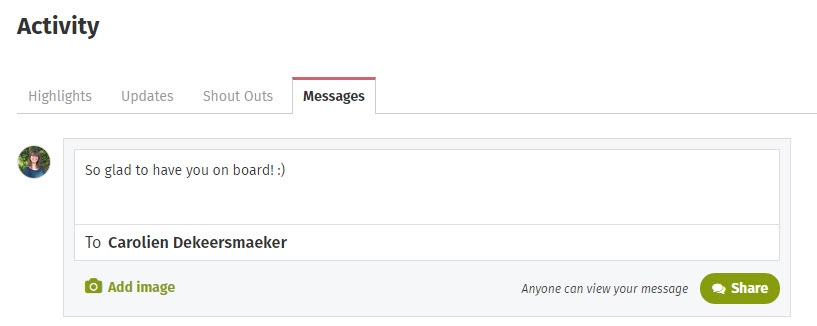 Activity
Highlights Updates Shout Outs Messages
So glad to have you on board! :)
To Carolien Dekeersmaeker
Add image Anyone can view your message Share